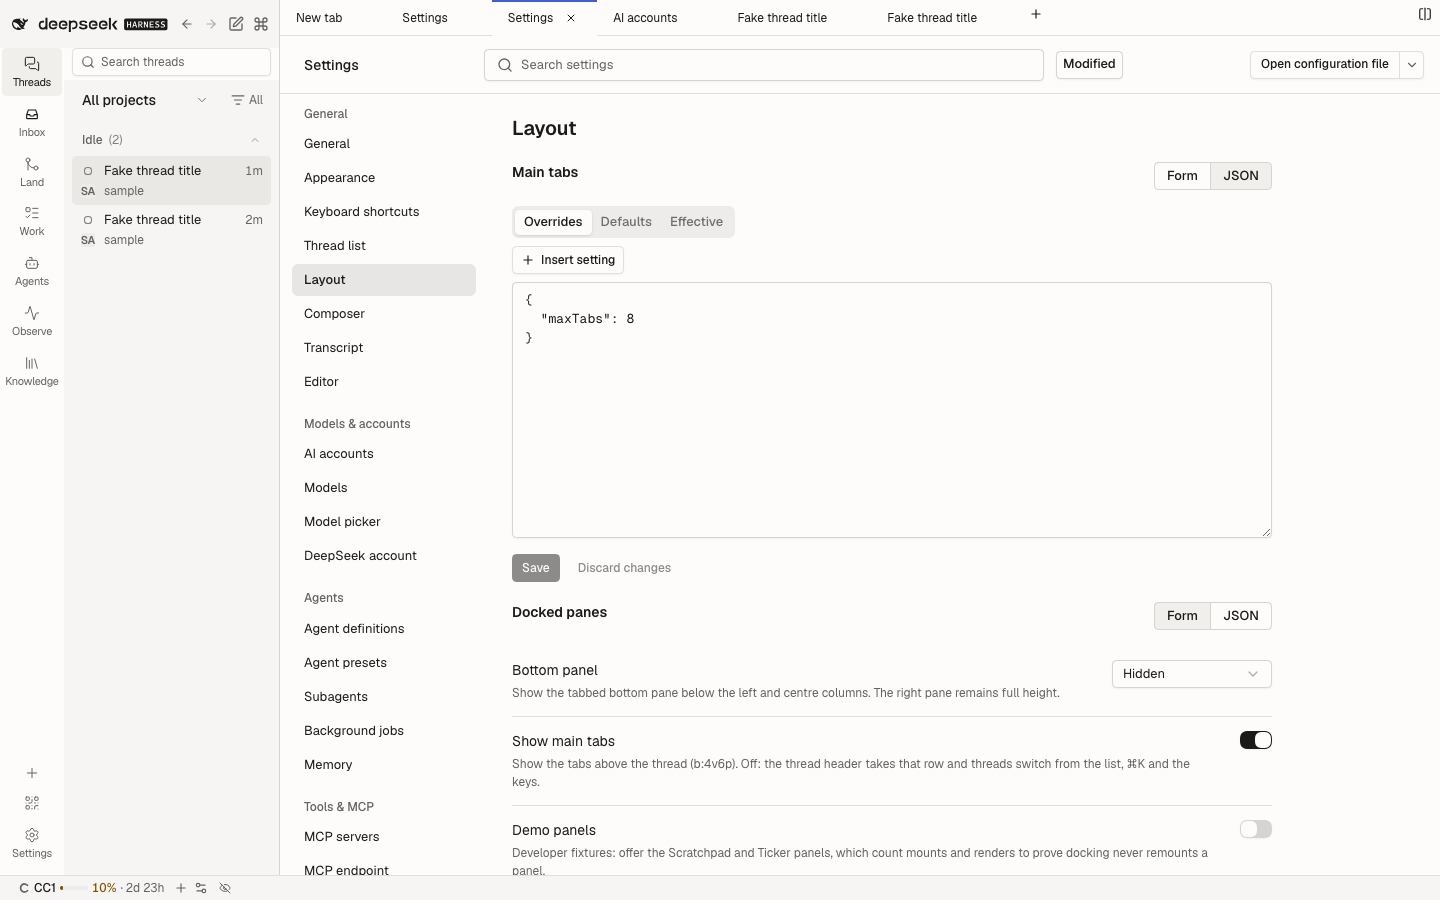 deepseek HARNESS
New tab
Settings
Settings
AI accounts
Fake thread title
Fake thread title
Threads
Inbox
Land
Work
Agents
Observe
Knowledge
Settings
Search threads
All projects
All
Idle (2)
Fake thread title 1m
SA sample
Fake thread title 2m
SA sample
Settings
Search settings
Modified
Open configuration file
General
General
Appearance
Keyboard shortcuts
Thread list
Layout
Composer
Transcript
Editor
Models & accounts
AI accounts
Models
Model picker
DeepSeek account
Agents
Agent definitions
Agent presets
Subagents
Background jobs
Memory
Tools & MCP
MCP servers
MCP endpoint
Layout
Main tabs
Form JSON
Overrides Defaults Effective
Insert setting
{
"maxTabs": 8
}
Save Discard changes
Docked panes
Form JSON
Bottom panel
Show the tabbed bottom pane below the left and centre columns. The right pane remains full height.
Hidden
Show main tabs
Show the tabs above the thread (b:4v6p). Off: the thread header takes that row and threads switch from the list, ⌘K and the
keys.
Demo panels
Developer fixtures: offer the Scratchpad and Ticker panels, which count mounts and renders to prove docking never remounts a
panel.
C CC1 10% · 2d 23h